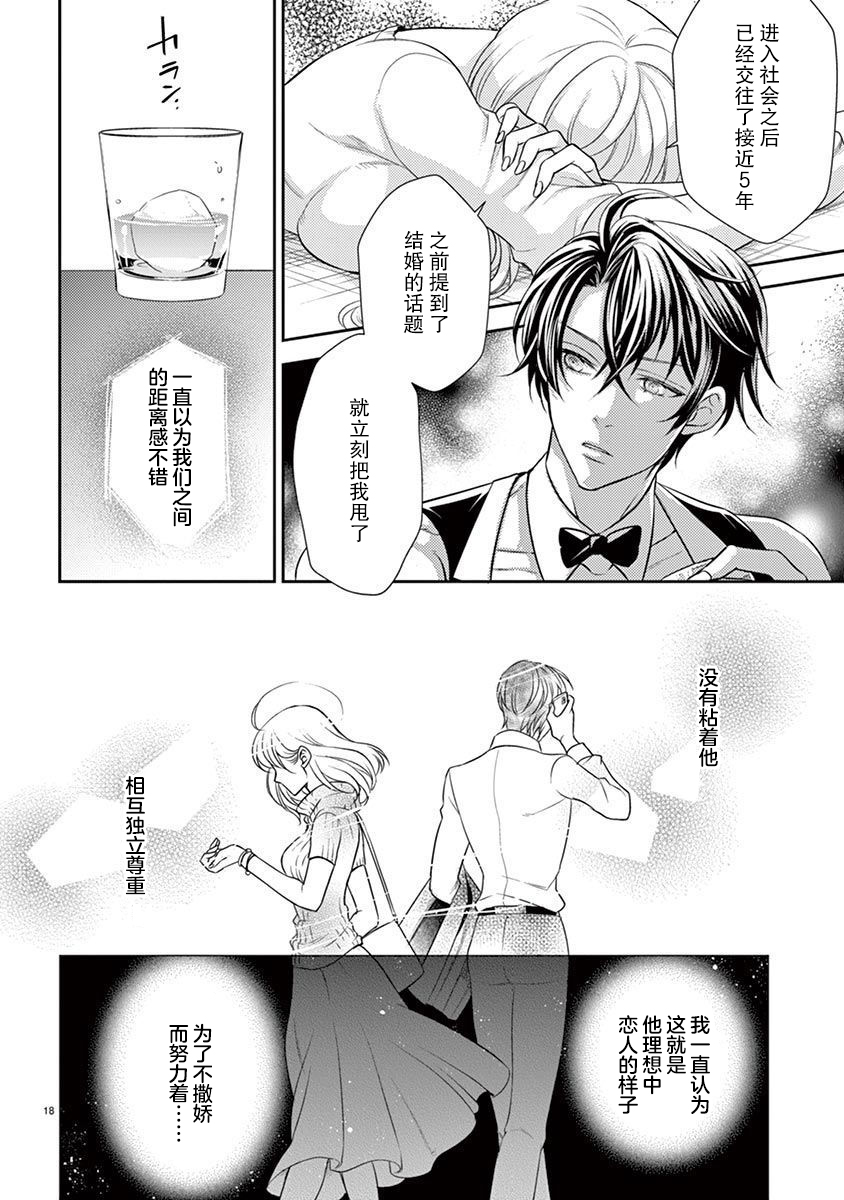 进入社会之后
已经交往了接近5年
之前提到了
结婚的话题
就立刻把我甩了
カラン
一直以为我们之间
的距离感不错
没有粘着他
相互独立尊重
我一直认为
这就是
他理想中
恋人的样子
为了不撒娇
而努力着……
18